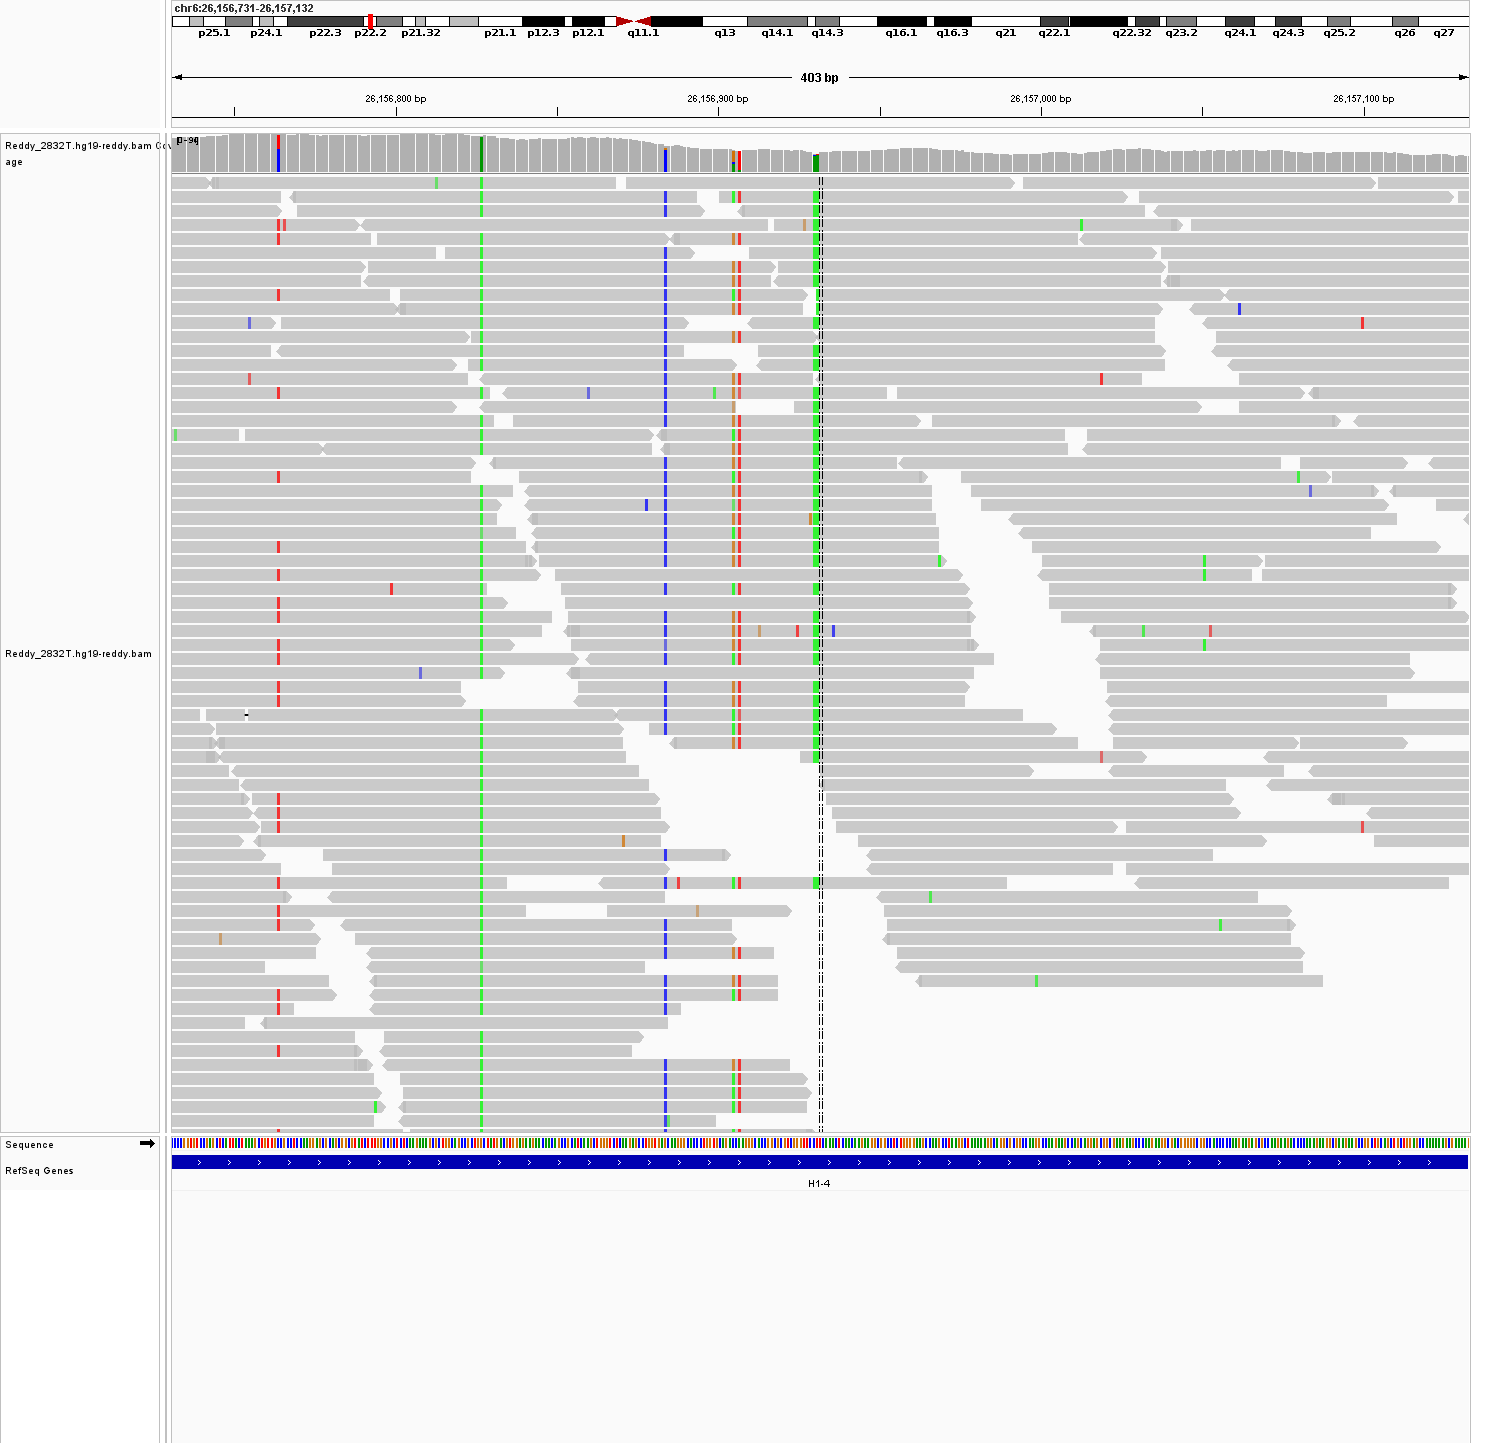 chr6:26,156,731-26,157,132
p25.1 p24.1 p22.3 p22.2 p21.32 p21.1 p12.3 p12.1 q11.1 q13 q14.1 q14.3 q16.1 q16.3 q21 q22.1 q22.32 q23.2 q24.1 q24.3 q25.2 q26 q27
403 bp
26,156,800 bp 26,156,900 bp 26,157,000 bp 26,157,100 bp
Reddy_2832T.hg19-reddy.bam
age
Reddy_2832T.hg19-reddy.bam
Sequence
RefSeq Genes
H1-4